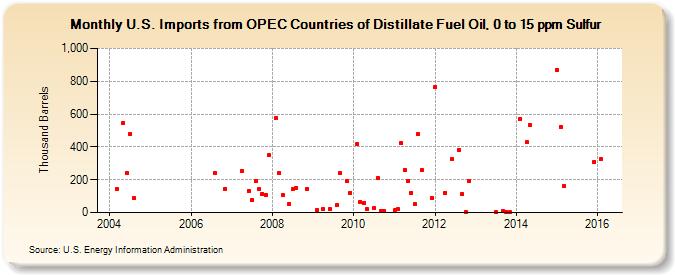 Monthly U.S. Imports from OPEC Countries of Distillate Fuel Oil, 0 to 15 ppm Sulfur
Thousand Barrels
1,000
800
600
400
200
0
2004 2006 2008 2010 2012 2014 2016
Source: U.S. Energy Information Administration